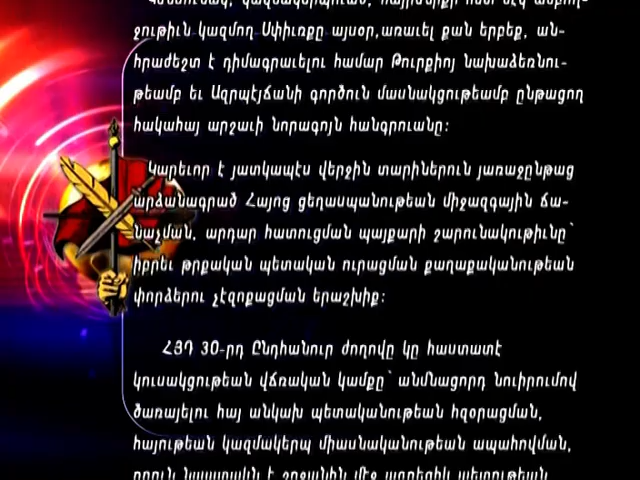 ջութիւն կազմող Սփիւռքը այսօր,առաւել քան երբեք, ան-
հրաժեշտ է դիմագրաւելու համար Թուրքիոյ նախաձեռնու-
թեամբ եւ Ազրպէյճանի գործուն մասնակցութեամբ ընթացող
հակահայ արշաւի նորագոյն հանգրուանը:
Կարեւոր է յատկապէս վերջին տարիներուն յառաջընթաց
արձանագրած Հայոց ցեղասպանութեան միջազգային ճա-
նաչման, արդար հատուցման պայքարի շարունակութիւնը՝
իբրեւ թրքական պետական ուրացման քաղաքականութեան
փորձերու չէզոքացման երաշխիք:
ՀՅԴ 30-րդ Ընդհանուր ժողովը կը հաստատէ
կուսակցութեան վճռական կամքը՝ անմնացորդ նուիրումով
ծառայելու հայ անկախ պետականութեան հզօրացման,
հայութեան կազմակերպ միասնականութեան ապահովման,